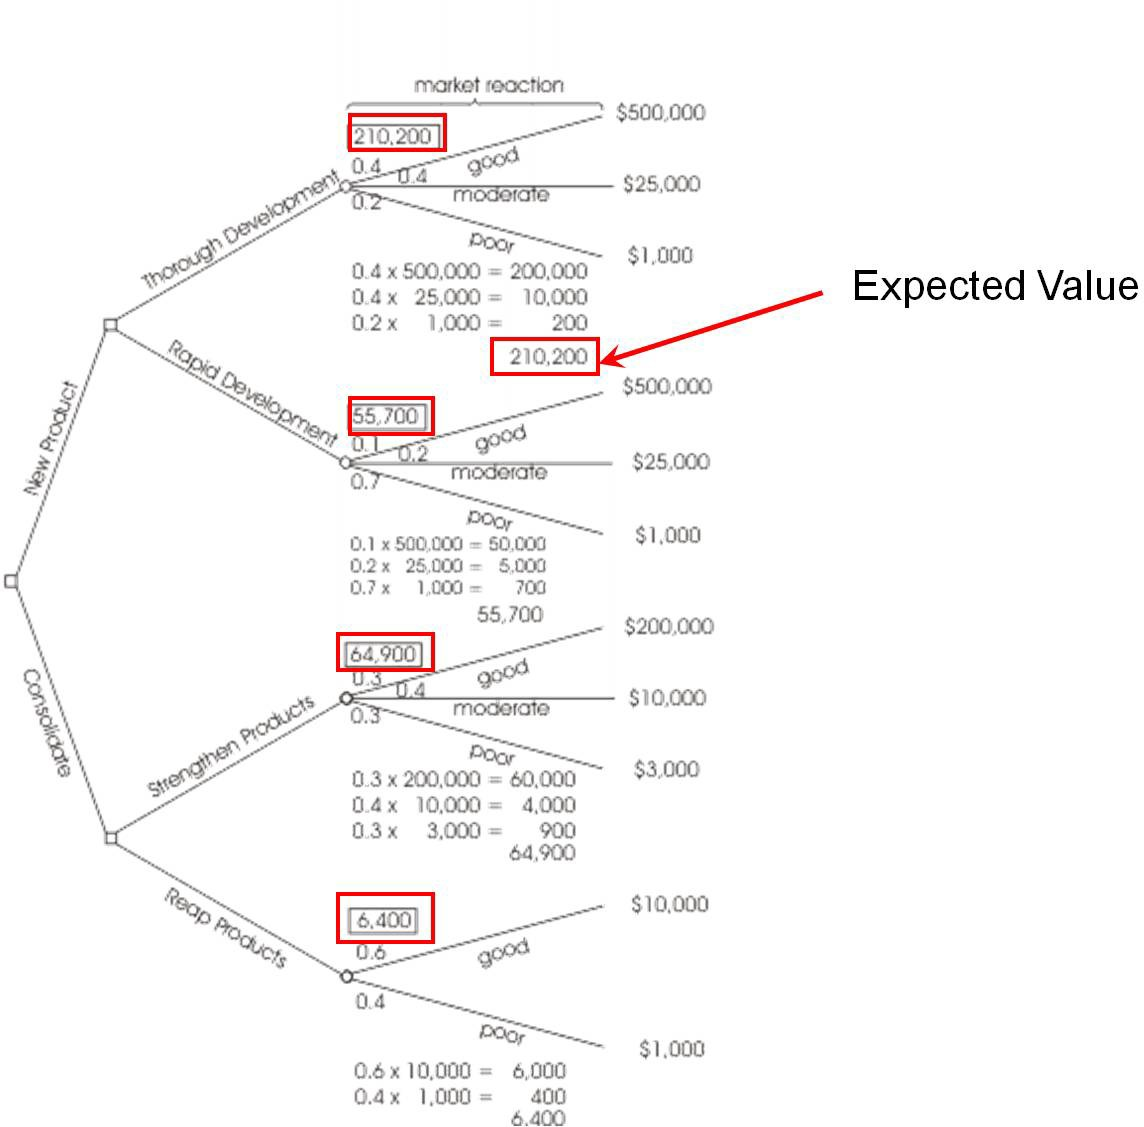 market reaction
$500,000
210,200
0.4
0.4
good
$25,000
moderate
Thorough Development
0.2
poor
$1,000
0.4 x 500,000 = 200,000
0.4 x 25,000 = 10,000
0.2 x 1,000 = 200
210,200
Expected Value
New Product
Rapid Development
$500,000
55,700
0.1
0.2
good
$25,000
moderate
0.7
poor
$1,000
0.1 x 500,000 = 50,000
0.2 x 25,000 = 5,000
0.7 x 1,000 = 700
55,700
Consolidate
Strengthen Products
$200,000
64,900
0.3
0.4
good
$10,000
moderate
0.3
poor
$3,000
0.3 x 200,000 = 60,000
0.4 x 10,000 = 4,000
0.3 x 3,000 = 900
64,900
Reap Products
$10,000
6,400
0.6
good
0.4
poor
$1,000
0.6 x 10,000 = 6,000
0.4 x 1,000 = 400
6,400